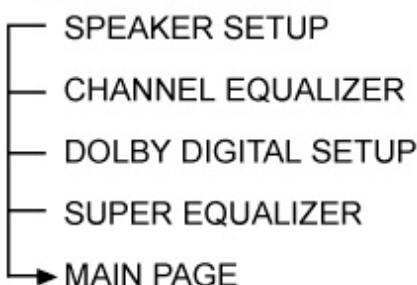 SPEAKER SETUP
CHANNEL EQUALIZER
DOLBY DIGITAL SETUP
SUPER EQUALIZER
MAIN PAGE